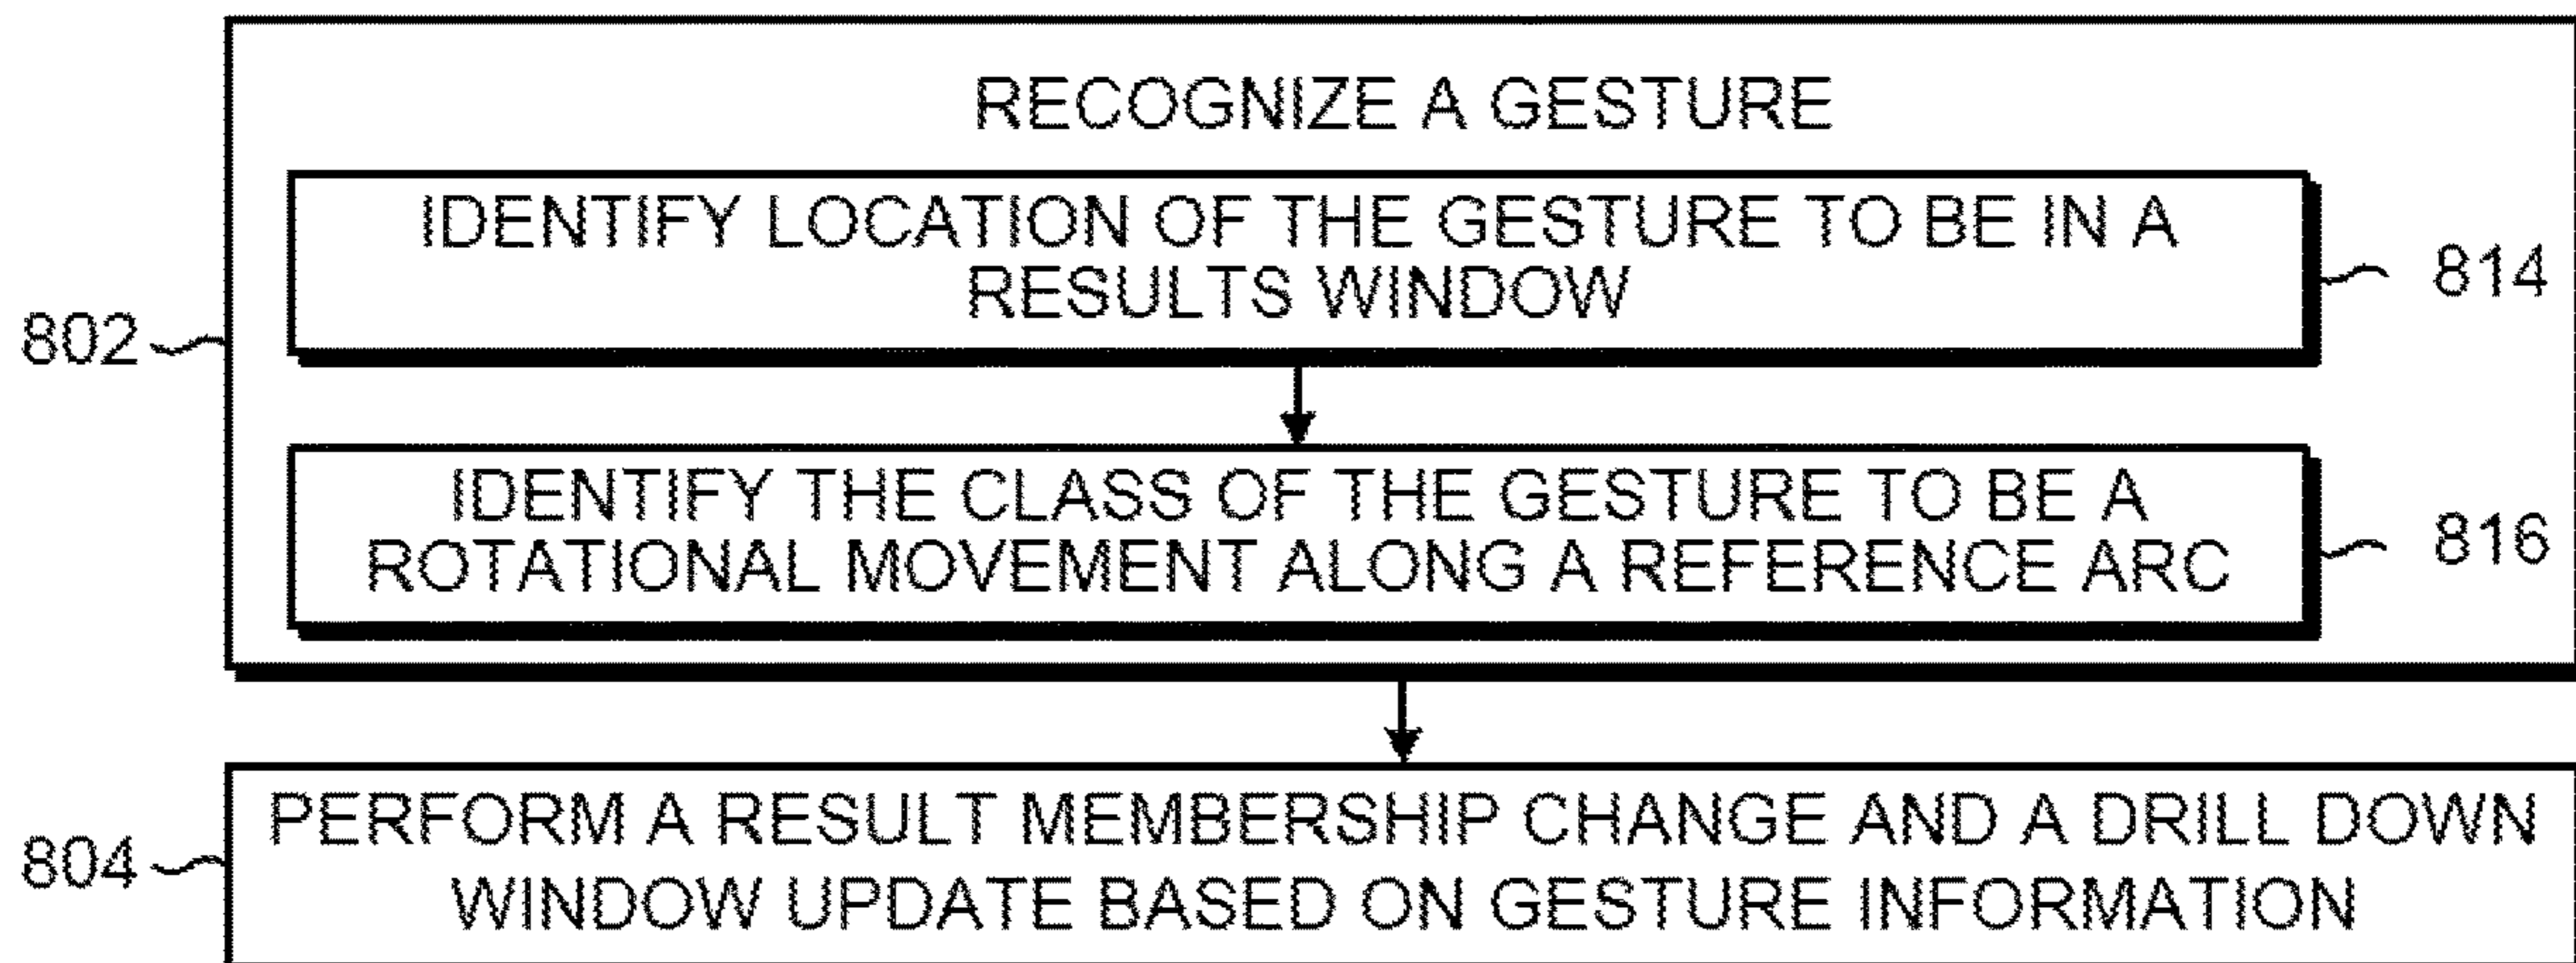 RECOGNIZE A GESTURE
IDENTIFY LOCATION OF THE GESTURE TO BE IN A
RESULTS WINDOW
814
802
IDENTIFY THE CLASS OF THE GESTURE TO BE A
ROTATIONAL MOVEMENT ALONG A REFERENCE ARC
816
PERFORM A RESULT MEMBERSHIP CHANGE AND A DRILL DOWN
WINDOW UPDATE BASED ON GESTURE INFORMATION
804